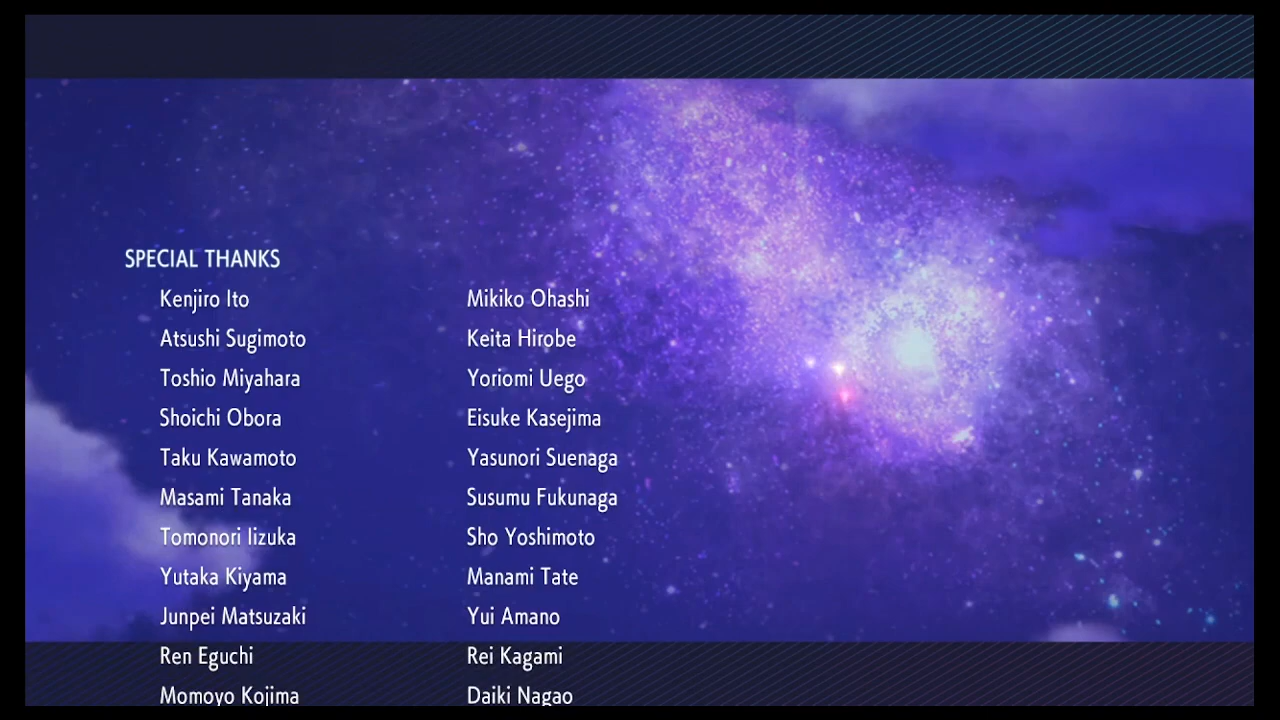 SPECIAL THANKS
Kenjiro Ito Mikiko Ohashi
Atsushi Sugimoto Keita Hirobe
Toshio Miyahara Yoriomi Uego
Shoichi Obora Eisuke Kasejima
Taku Kawamoto Yasunori Suenaga
Masami Tanaka Susumu Fukunaga
Tomonori Iizuka Sho Yoshimoto
Yutaka Kiyama Manami Tate
Junpei Matsuzaki Yui Amano
Ren Eguchi Rei Kagami
Momoyo Kojima Daiki Nagao